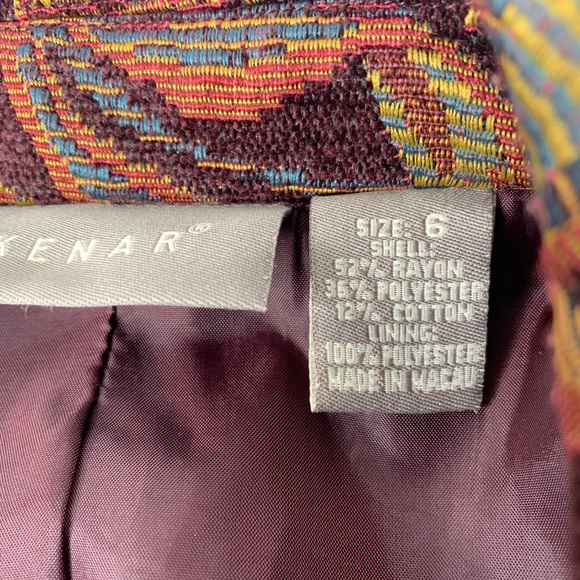 KENAR®
SIZE: 6
SHELL:
52% RAYON
36% POLYESTER
12% COTTON
LINING:
100% POLYESTER
MADE IN MACAU